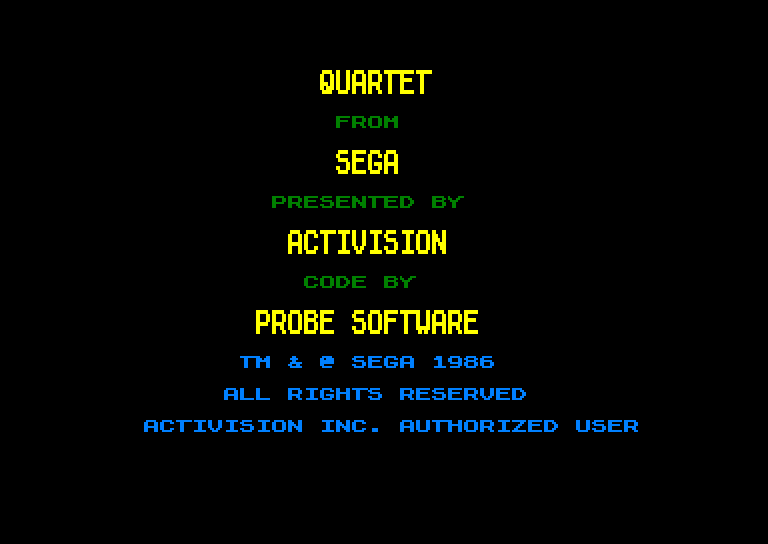 QUARTET
FROM
SEGA
PRESENTED BY
ACTIVISION
CODE BY
PROBE SOFTWARE
TM & @ SEGA 1986
ALL RIGHTS RESERVED
ACTIVISION INC. AUTHORIZED USER